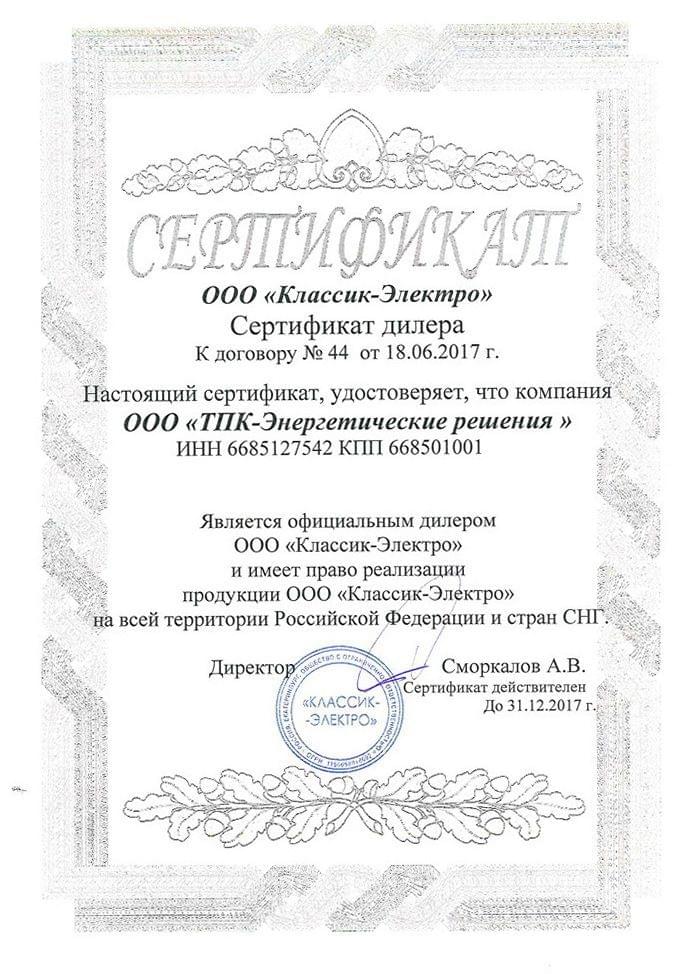 СЕРТИФИКАТ
ООО «Классик-Электро»
Сертификат дилера
К договору № 44 от 18.06.2017 г.
Настоящий сертификат, удостоверяет, что компания
ООО «ТПК-Энергетические решения »
ИНН 6685127542 КПП 668501001
Является официальным дилером
ООО «Классик-Электро»
и имеет право реализации
продукции ООО «Классик-Электро»
на всей территории Российской Федерации и стран СНГ.
Директор Сморкалов А.В.
Сертификат действителен
До 31.12.2017 г.
ОБЩЕСТВО С ОГРАНИЧЕННОЙ ОТВЕТСТВЕННОСТЬЮ
РОССИЯ, ЕКАТЕРИНБУРГ
ОГРН
«КЛАССИК-
-ЭЛЕКТРО»